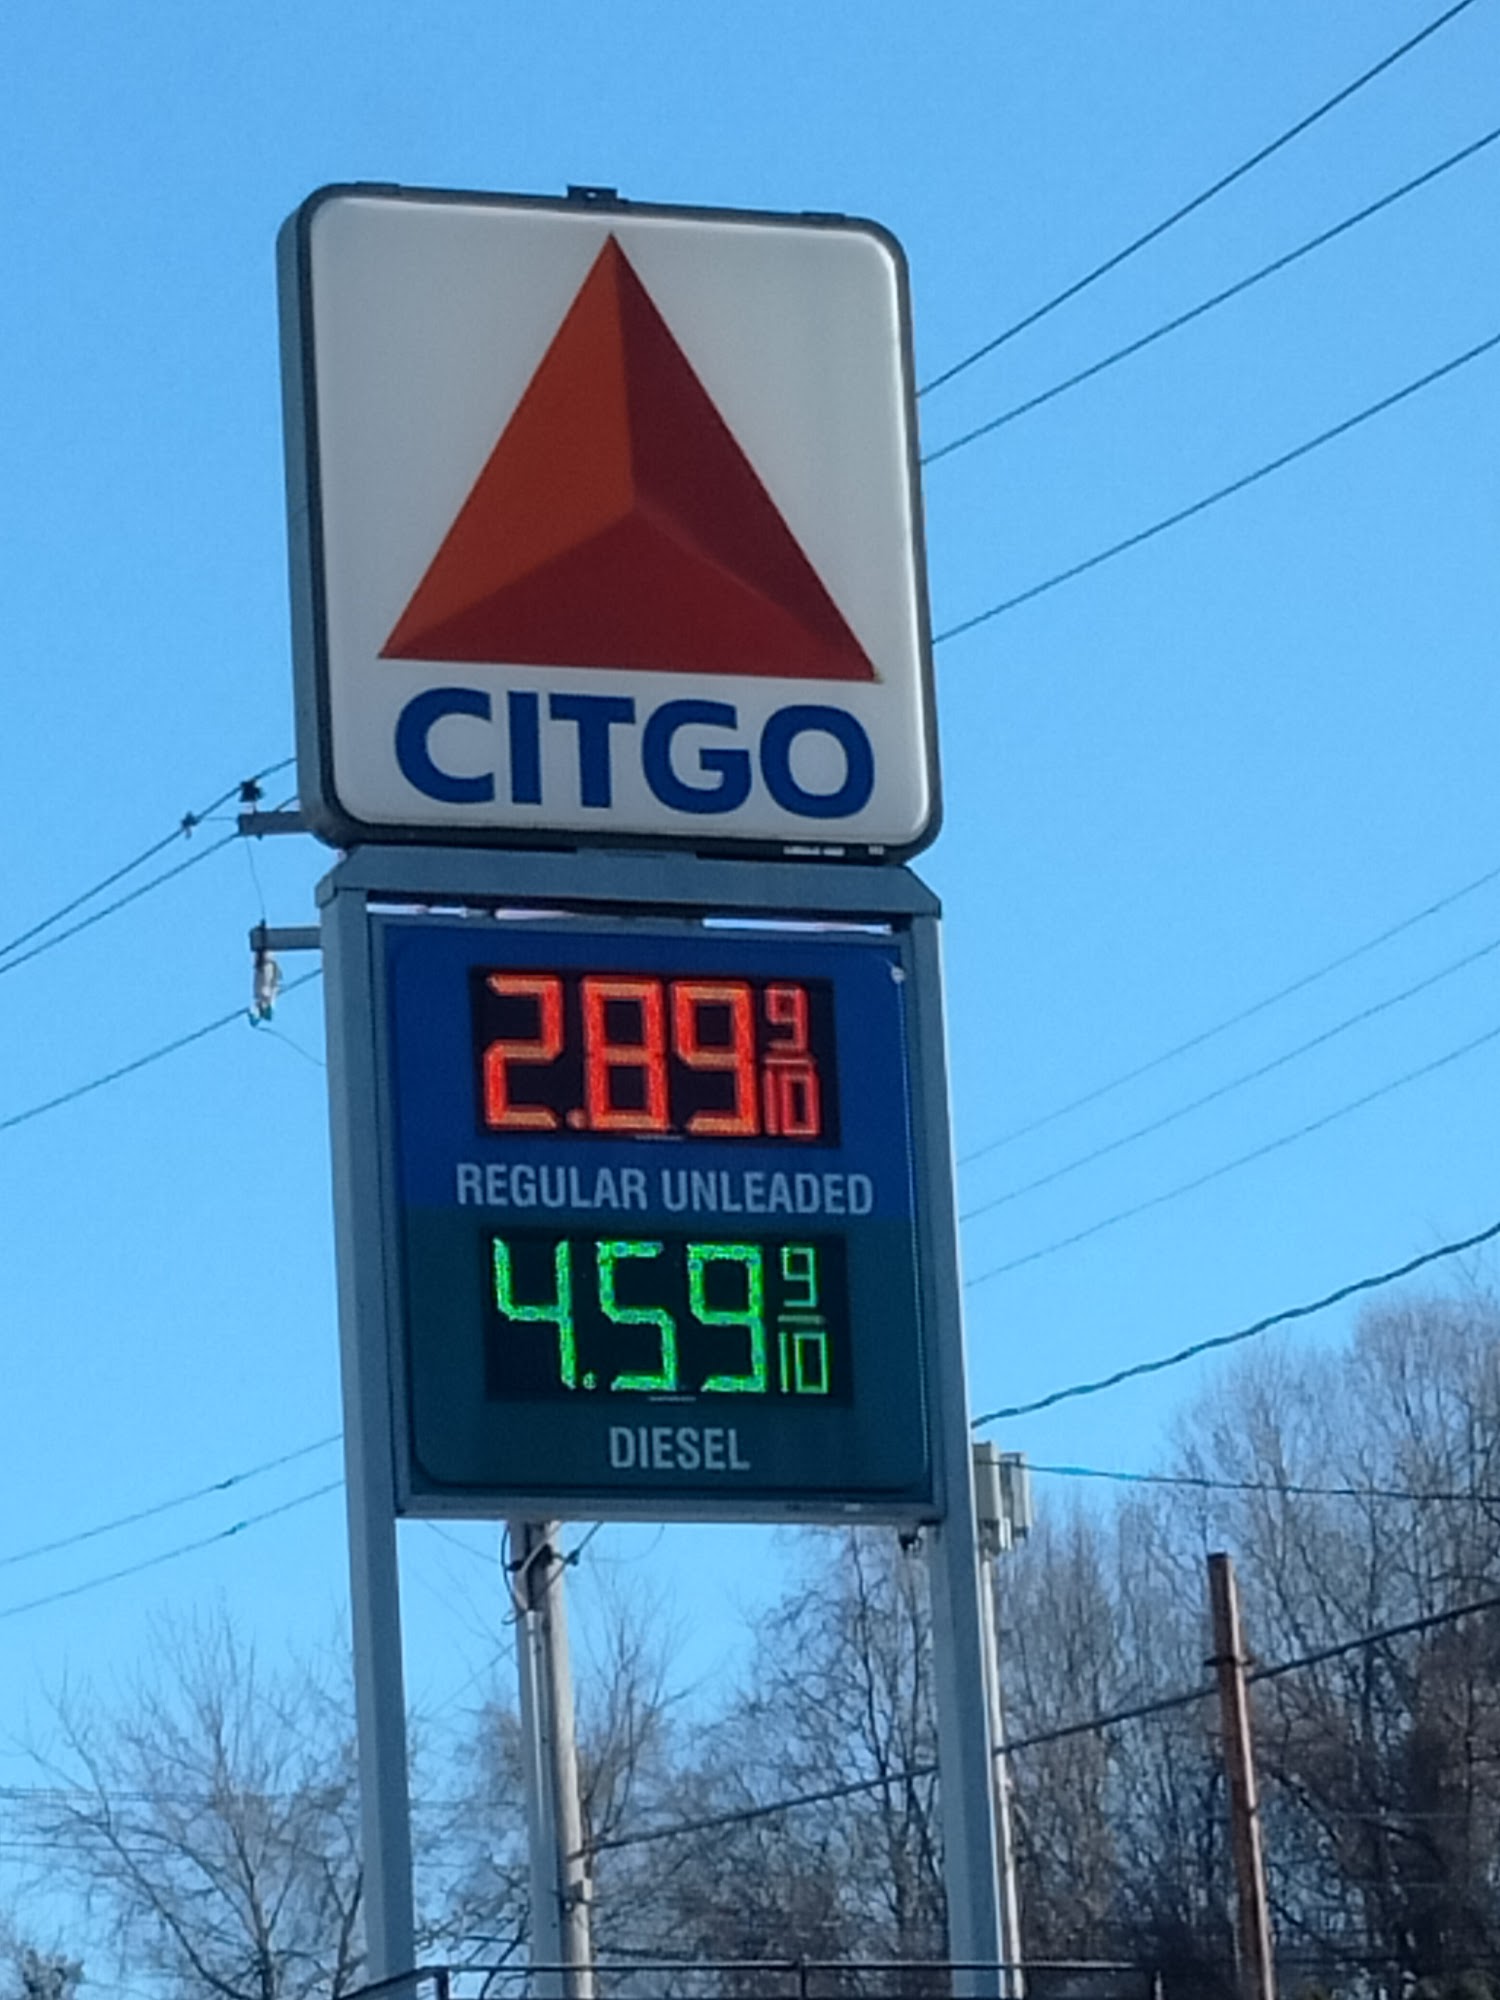 CITGO
2.89 9/10
REGULAR UNLEADED
4.59 9/10
DIESEL